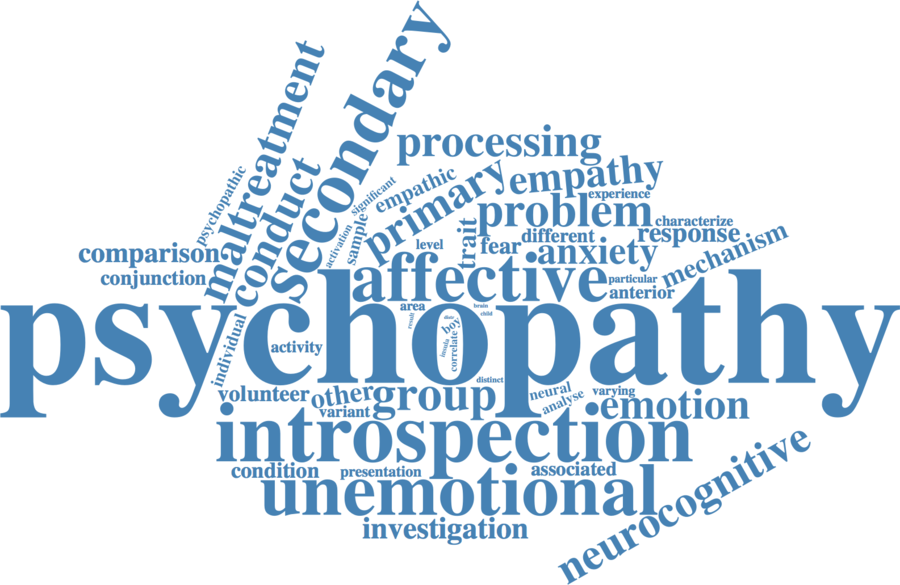 secondary
maltreatment
processing
conduct
psychopathic
empathic
significant
primary
empathy
experience
problem
characterize
response
comparison
conjunction
activation
sample
level
trait
fear
different
anxiety
mechanism
affective
particular
anterior
psychopathy
individual
activity
area
result
brain
child
boy
insula
correlate
distinct
volunteer
other
variant
group
neural
analyse
varying
emotion
introspection
neurocognitive
condition
presentation
associated
unemotional
investigation